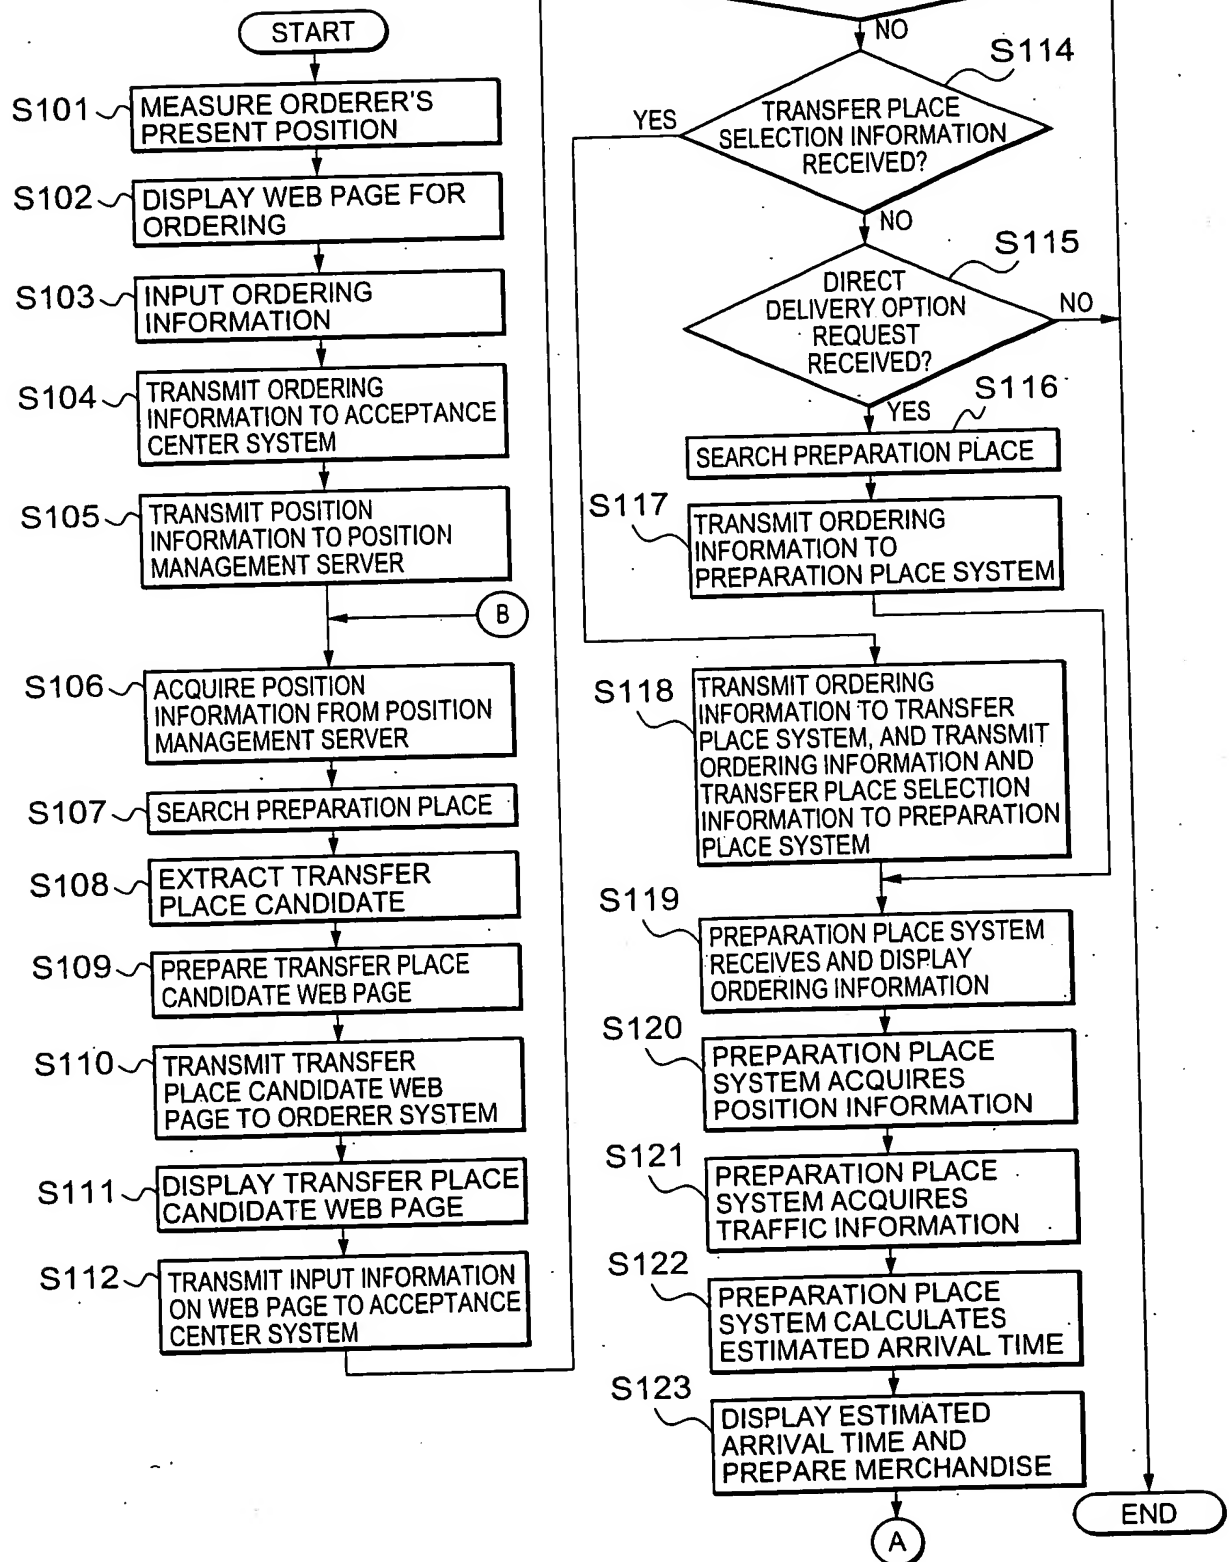 START
S101
MEASURE ORDERER'S
PRESENT POSITION
S102
DISPLAY WEB PAGE FOR
ORDERING
S103
INPUT ORDERING
INFORMATION
S104
TRANSMIT ORDERING
INFORMATION TO ACCEPTANCE
CENTER SYSTEM
S105
TRANSMIT POSITION
INFORMATION TO POSITION
MANAGEMENT SERVER
B
S106
ACQUIRE POSITION
INFORMATION FROM POSITION
MANAGEMENT SERVER
S107
SEARCH PREPARATION PLACE
S108
EXTRACT TRANSFER
PLACE CANDIDATE
S109
PREPARE TRANSFER PLACE
CANDIDATE WEB PAGE
S110
TRANSMIT TRANSFER
PLACE CANDIDATE WEB
PAGE TO ORDERER SYSTEM
S111
DISPLAY TRANSFER PLACE
CANDIDATE WEB PAGE
S112
TRANSMIT INPUT INFORMATION
ON WEB PAGE TO ACCEPTANCE
CENTER SYSTEM
NO
S114
YES
TRANSFER PLACE
SELECTION INFORMATION
RECEIVED?
NO
S115
DIRECT
DELIVERY OPTION
REQUEST
RECEIVED?
NO
YES
S116
SEARCH PREPARATION PLACE
S117
TRANSMIT ORDERING
INFORMATION TO
PREPARATION PLACE SYSTEM
S118
TRANSMIT ORDERING
INFORMATION TO TRANSFER
PLACE SYSTEM, AND TRANSMIT
ORDERING INFORMATION AND
TRANSFER PLACE SELECTION
INFORMATION TO PREPARATION
PLACE SYSTEM
S119
PREPARATION PLACE SYSTEM
RECEIVES AND DISPLAY
ORDERING INFORMATION
S120
PREPARATION PLACE
SYSTEM ACQUIRES
POSITION INFORMATION
S121
PREPARATION PLACE
SYSTEM ACQUIRES
TRAFFIC INFORMATION
S122
PREPARATION PLACE
SYSTEM CALCULATES
ESTIMATED ARRIVAL TIME
S123
DISPLAY ESTIMATED
ARRIVAL TIME AND
PREPARE MERCHANDISE
A
END